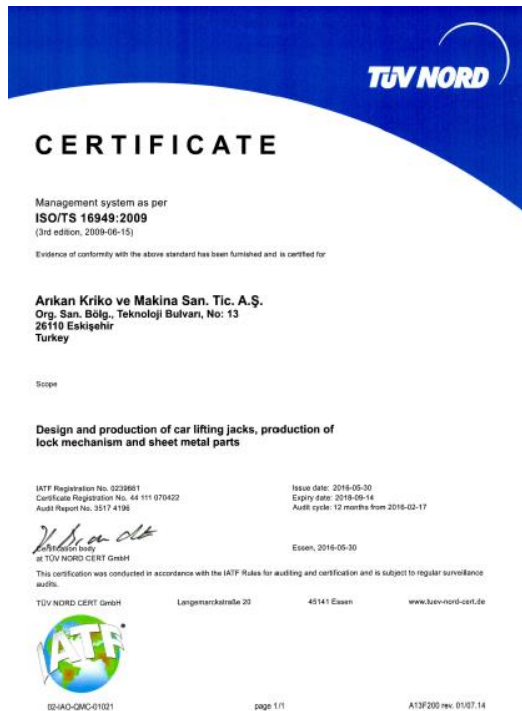 TÜV NORD
CERTIFICATE
Management system as per
ISO/TS 16949:2009
(3rd edition, 2009-06-15)
Evidence of conformity with the above standard has been furnished and is certified for
Arıkan Kriko ve Makina San. Tic. A.Ş.
Org. San. Bölg., Teknoloji Bulvarı, No: 13
26110 Eskişehir
Turkey
Scope
Design and production of car lifting jacks, production of
lock mechanism and sheet metal parts
IATF Registration No. 0239661
Certificate Registration No. 44 111 070422
Audit Report No. 3517 4196
Issue date: 2016-05-30
Expiry date: 2018-09-14
Audit cycle: 12 months from 2016-02-17
Certification body
at TÜV NORD CERT GmbH
Essen, 2016-05-30
This certification was conducted in accordance with the IATF Rules for auditing and certification and is subject to regular surveillance
audits.
TÜV NORD CERT GmbH Langemarckstraße 20 45141 Essen www.tuev-nord-cert.de
IATF
02-IAO-QMC-01021 page 1/1 A13F200 rev. 01/07.14